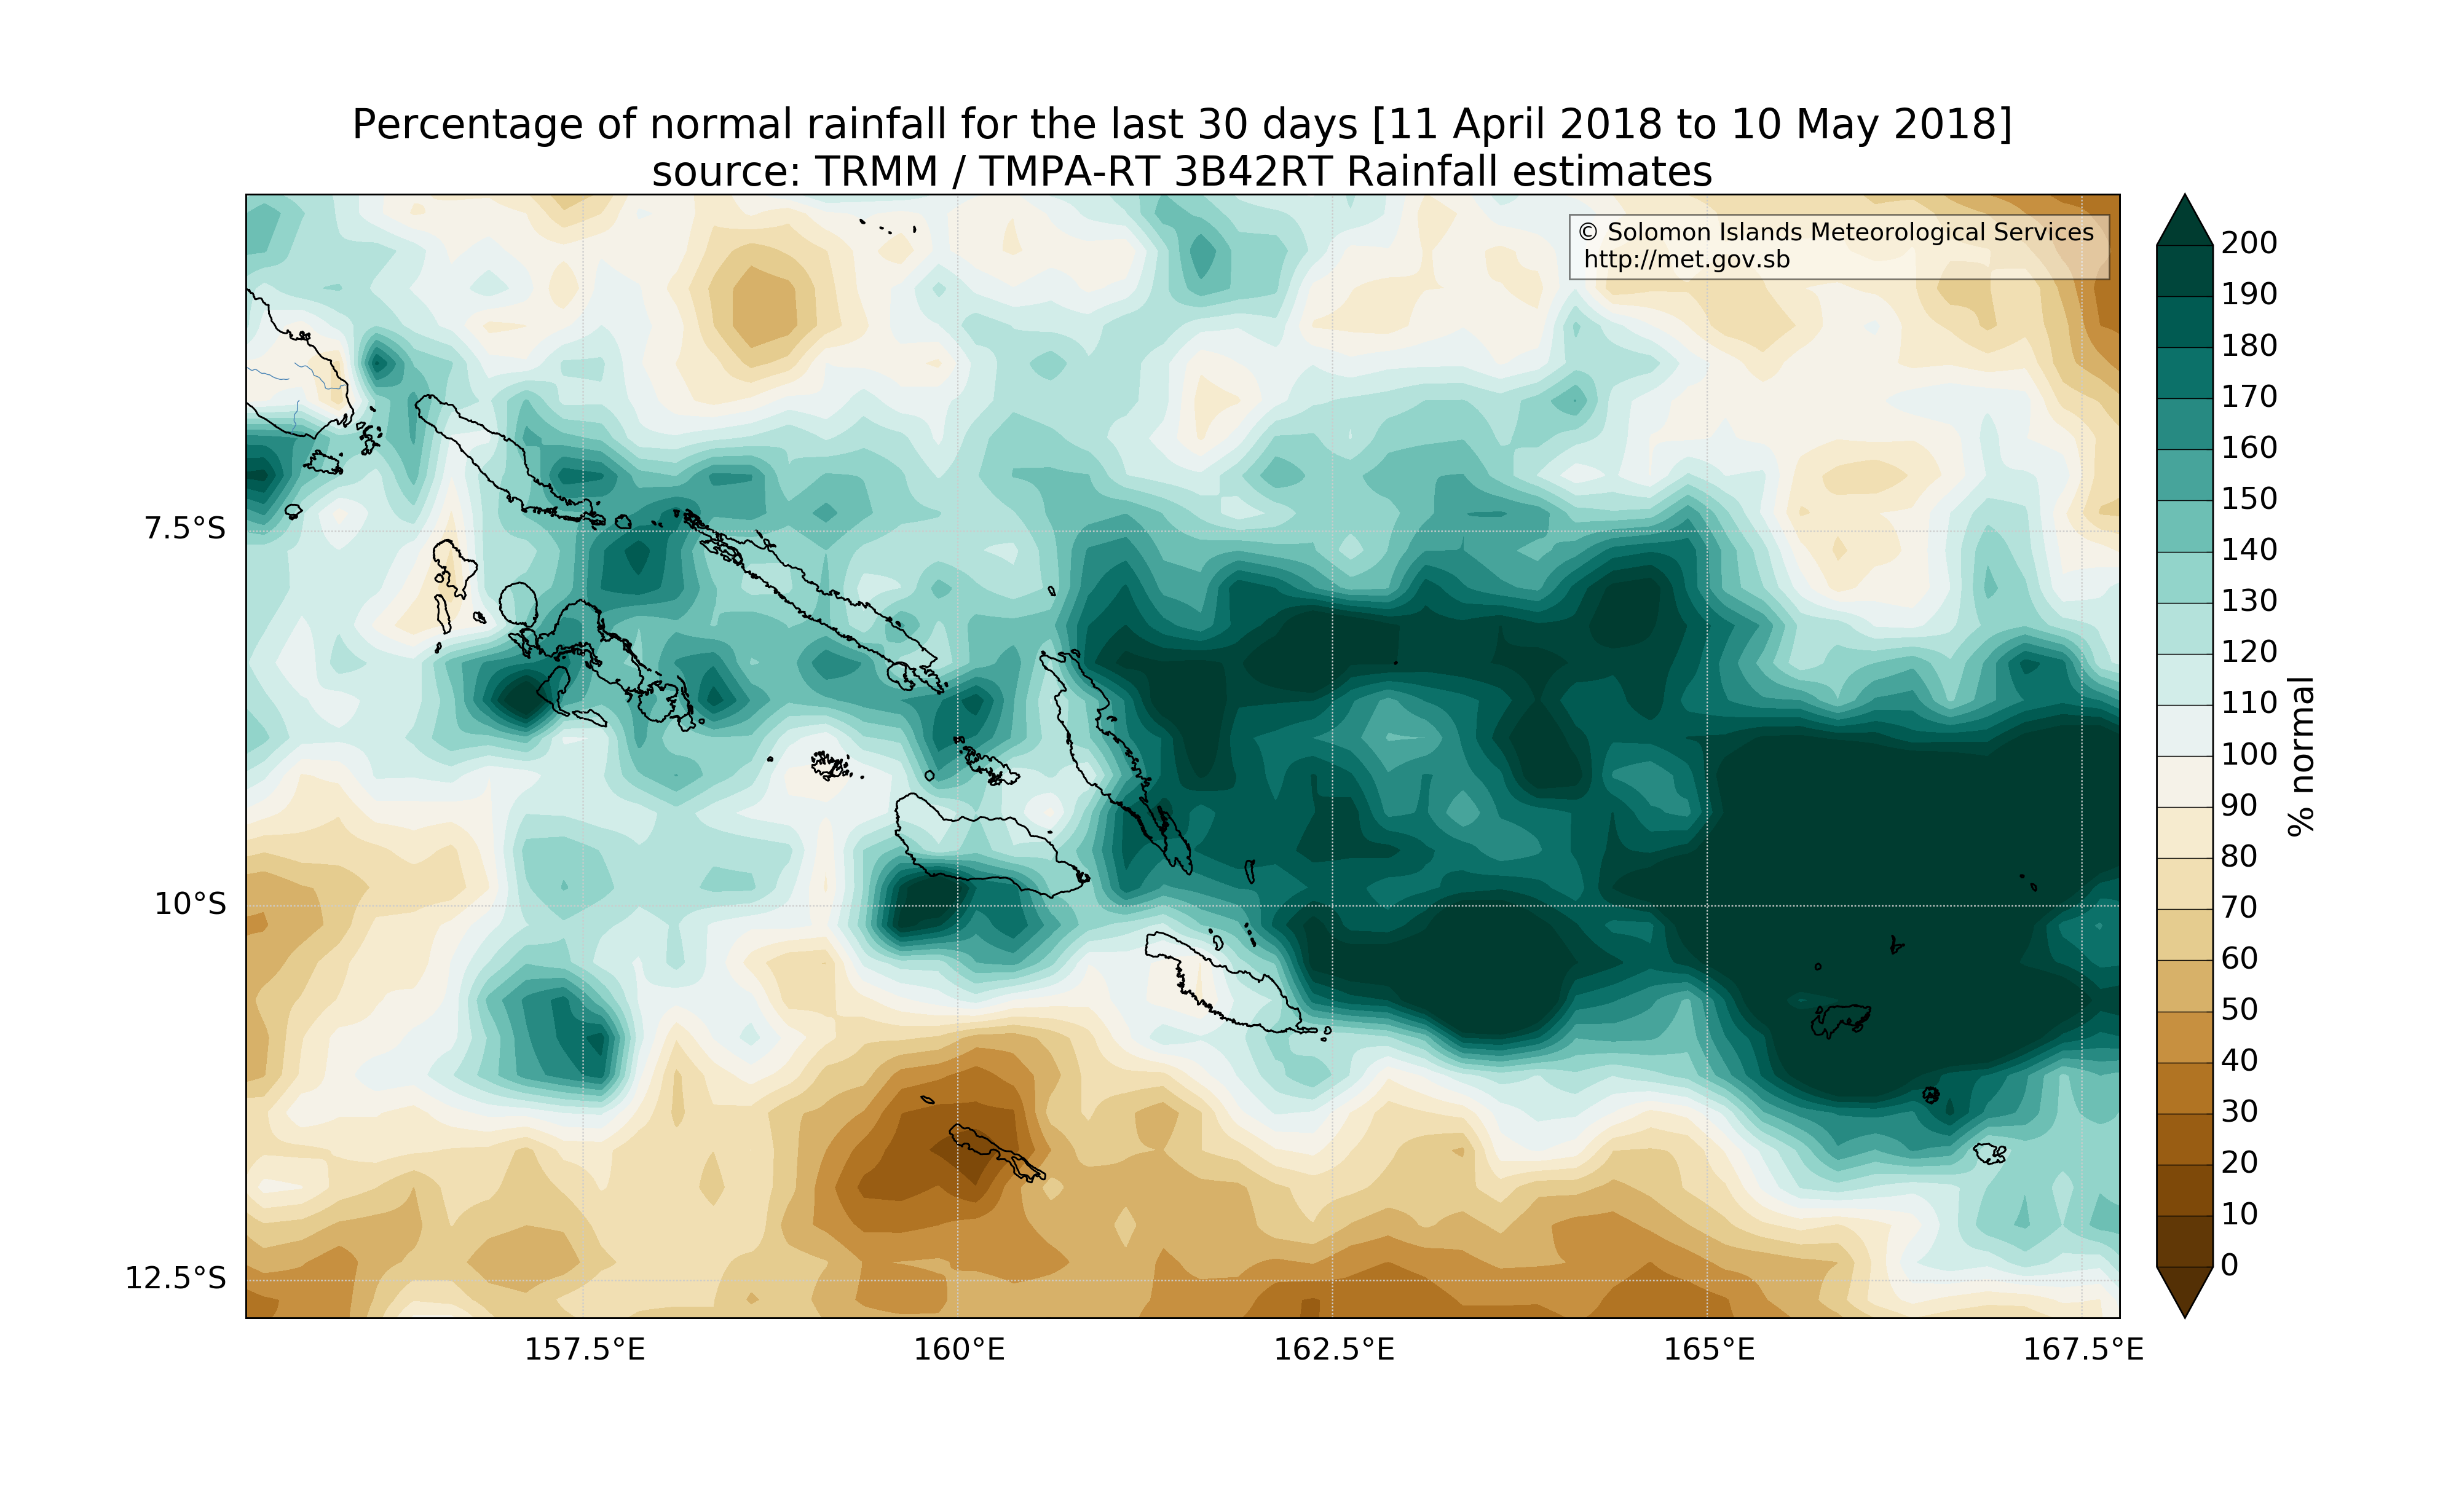 Percentage of normal rainfall for the last 30 days [11 April 2018 to 10 May 2018]
source: TRMM / TMPA-RT 3B42RT Rainfall estimates
© Solomon Islands Meteorological Services
http://met.gov.sb
7.5°S
10°S
12.5°S
157.5°E
160°E
162.5°E
165°E
167.5°E
200
190
180
170
160
150
140
130
120
110
100
90
80
70
60
50
40
30
20
10
0
% normal